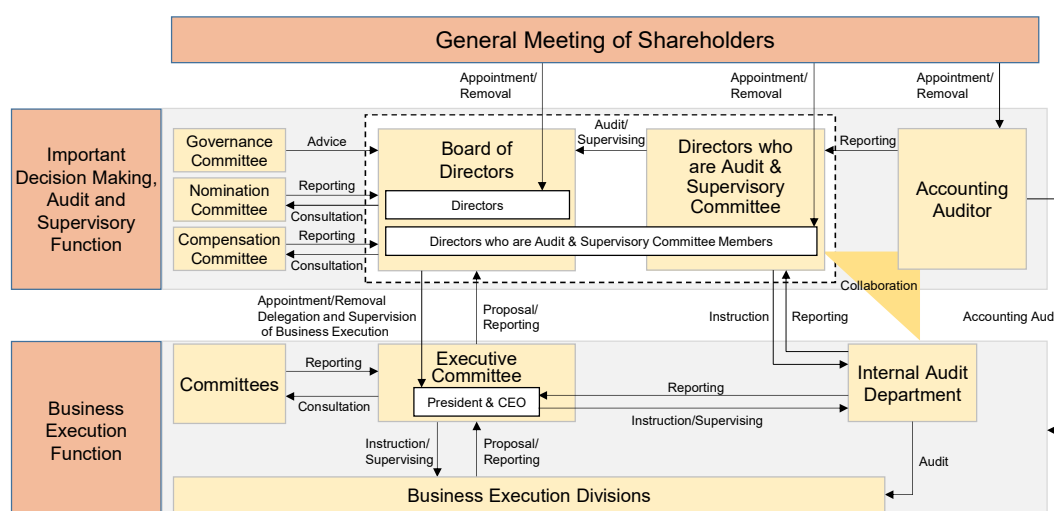 General Meeting of Shareholders
Appointment/
Removal
Appointment/
Removal
Appointment/
Removal
Important
Decision Making,
Audit and
Supervisory
Function
Governance
Committee
Advice
Nomination
Committee
Reporting
Consultation
Compensation
Committee
Reporting
Consultation
Board of
Directors
Directors
Audit/
Supervising
Directors who
are Audit &
Supervisory
Committee
Directors who are Audit & Supervisory Committee Members
Reporting
Accounting
Auditor
Collaboration
Appointment/Removal
Delegation and Supervision
of Business Execution
Proposal/
Reporting
Instruction
Reporting
Accounting Aud
Business
Execution
Function
Committees
Reporting
Consultation
Executive
Committee
President & CEO
Reporting
Instruction/Supervising
Internal Audit
Department
Instruction/
Supervising
Proposal/
Reporting
Audit
Business Execution Divisions